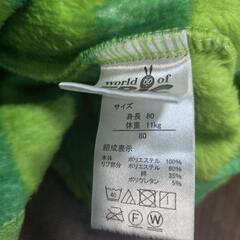 world of
サイズ
身長 80
体重 11kg
80
組成表示
本体 ポリエステル 100%
リブ部分 ポリエステル 60%
綿 35%
ポリウレタン 5%
40
F W